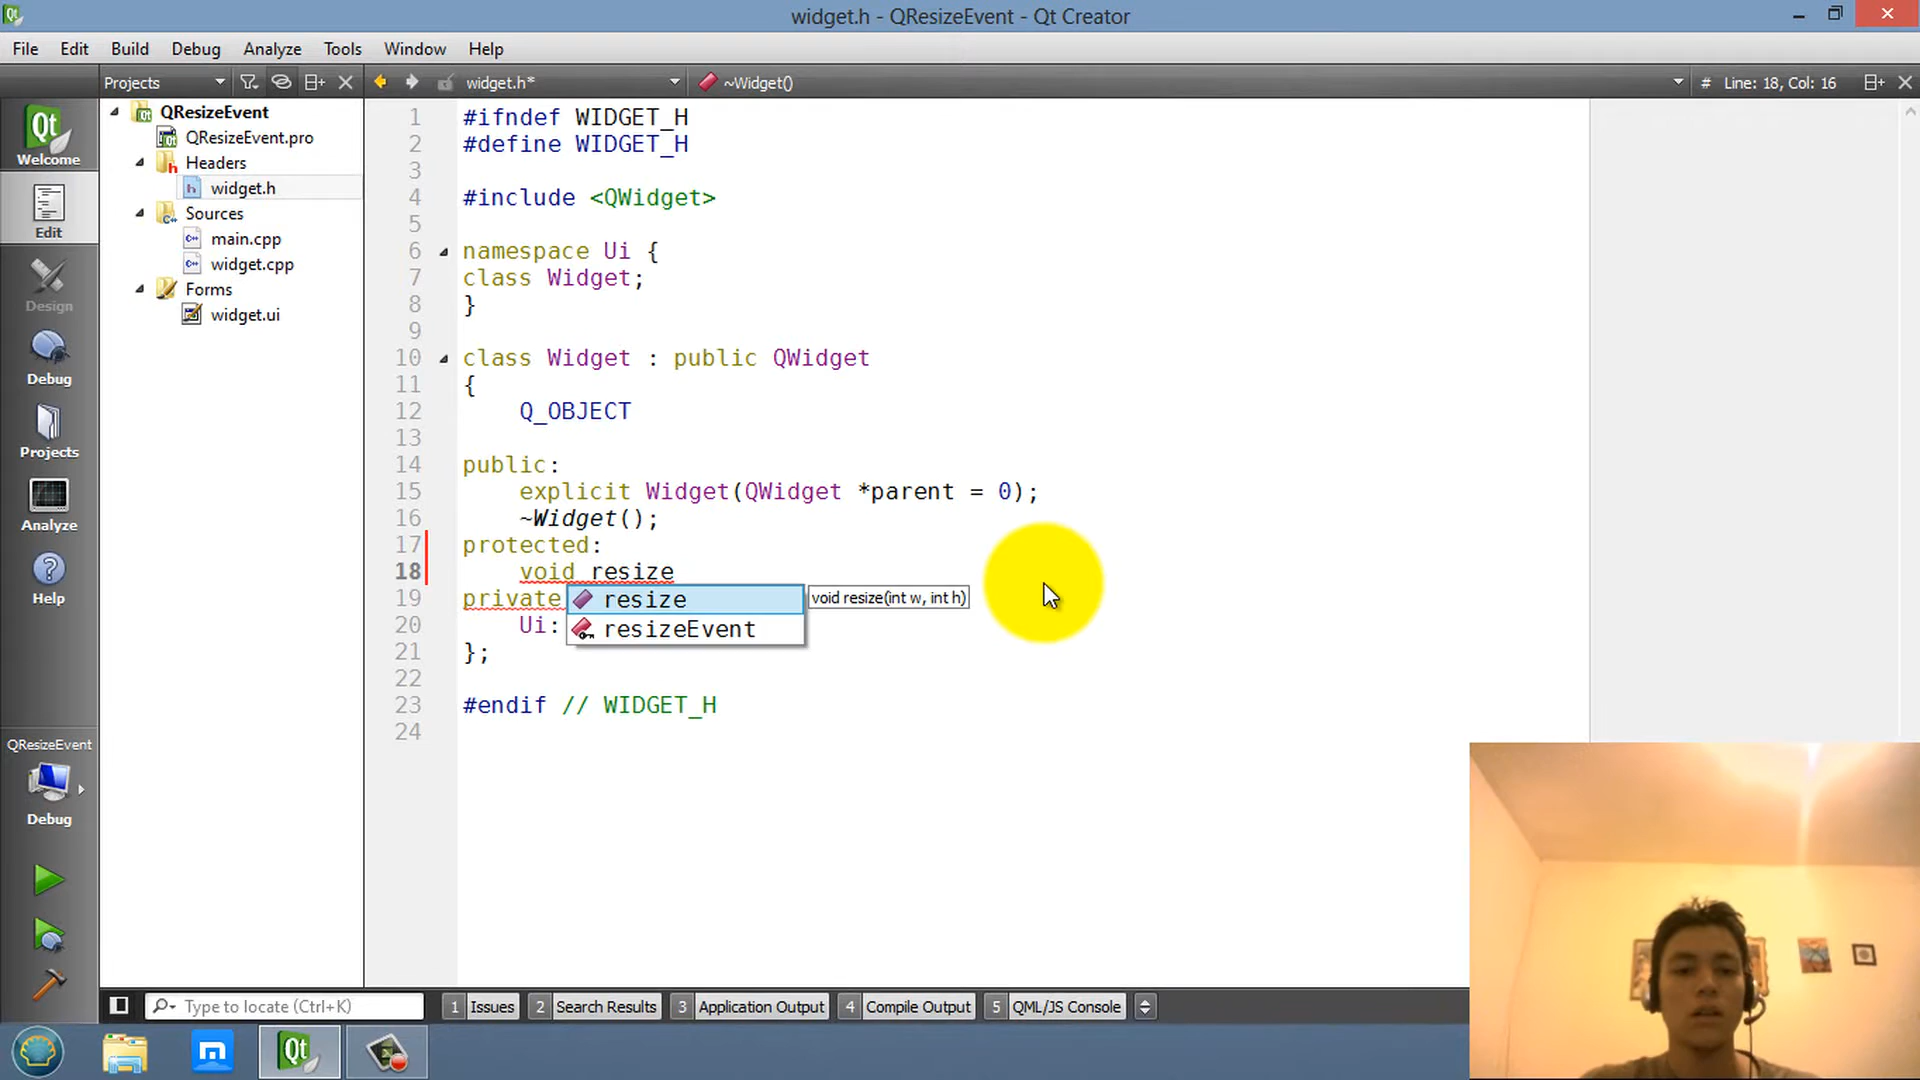 widget.h - QResizeEvent - Qt Creator
File Edit Build Debug Analyze Tools Window Help
Projects widget.h* ~Widget() # Line: 18, Col: 16
Welcome
Edit
Design
Debug
Projects
Analyze
Help
QResizeEvent
Debug
QResizeEvent
QResizeEvent.pro
Headers
widget.h
Sources
main.cpp
widget.cpp
Forms
widget.ui
1 #ifndef WIDGET_H
2 #define WIDGET_H
3
4 #include <QWidget>
5
6 namespace Ui {
7 class Widget;
8 }
9
10 class Widget : public QWidget
11 {
12 Q_OBJECT
13
14 public:
15 explicit Widget(QWidget *parent = 0);
16 ~Widget();
17 protected:
18 void resize
19 private
20 Ui:
21 };
22
23 #endif // WIDGET_H
24
resize void resize(int w, int h)
resizeEvent
Type to locate (Ctrl+K) 1 Issues 2 Search Results 3 Application Output 4 Compile Output 5 QML/JS Console